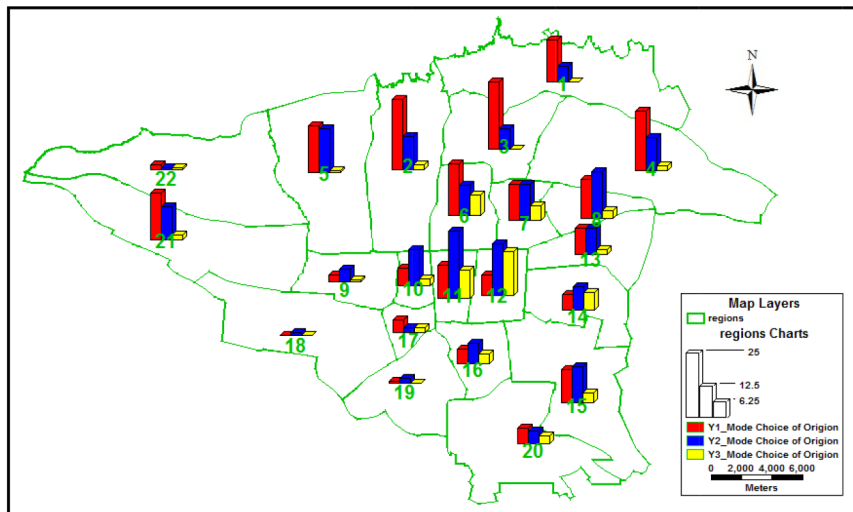 N
1
2
3
4
5
22
6
7
8
21
13
9
10
11
12
14
18
17
16
19
15
20
Map Layers
regions
regions Charts
25
12.5
6.25
Y1_Mode Choice of Origion
Y2_Mode Choice of Origion
Y3_Mode Choice of Origion
0 2,000 4,000 6,000
Meters